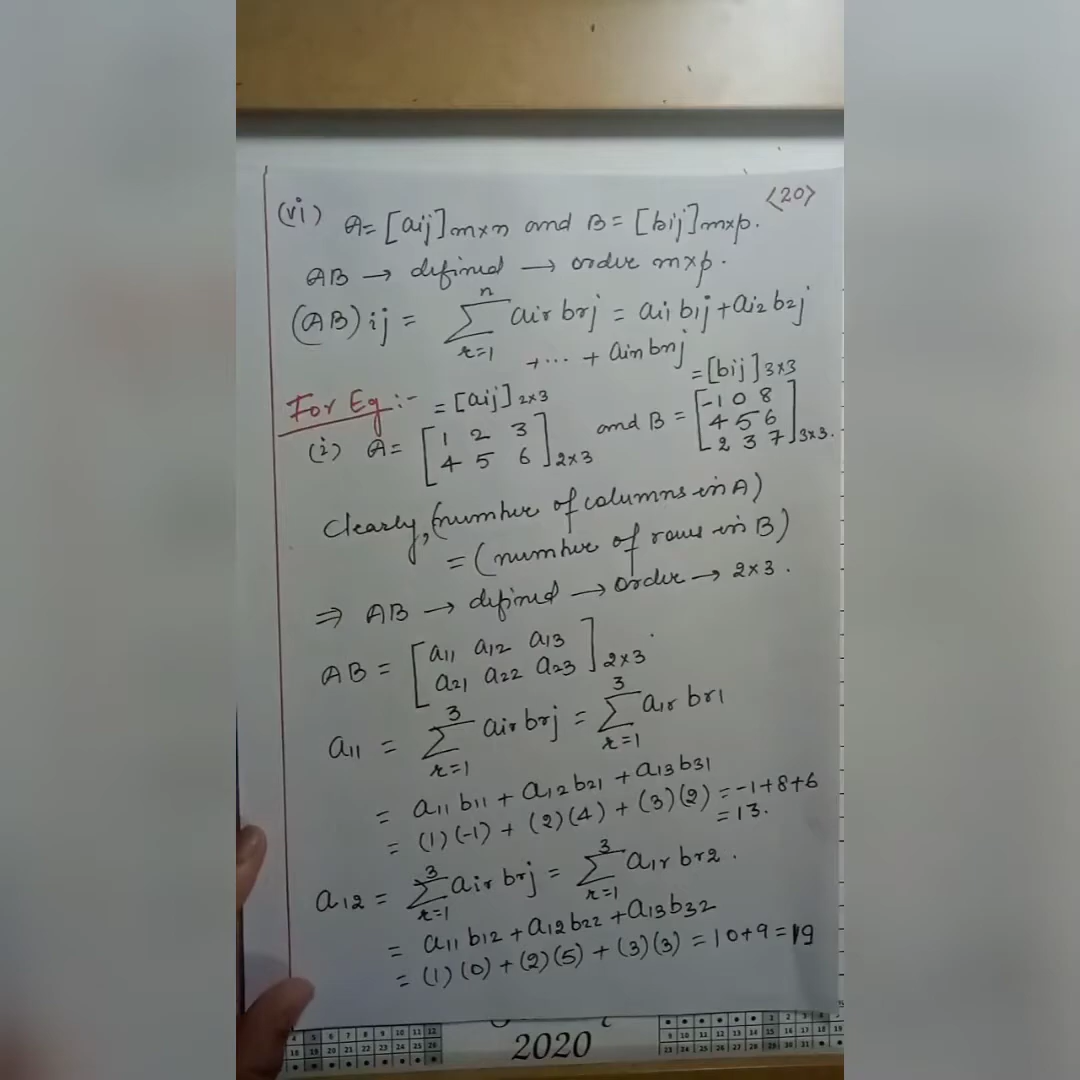 (vi) A = [aij]m×n and B = [bij]m×p. <20>
AB → defined → order m×p.
(AB)ij = n∑r=1 air brj = ai1 b1j + ai2 b2j
+ ... + ain bnj
For Eg :- = [aij]2×3 = [bij]3×3
(i) A = [1 2 3
4 5 6]2×3 and B = [-1 0 8
4 5 6
2 3 7]3×3.
Clearly, (number of columns in A)
= (number of rows in B)
⇒ AB → defined → order → 2×3.
AB = [a11 a12 a13
a21 a22 a23]2×3.
a11 = 3∑r=1 air brj = 3∑r=1 a1r br1
= a11 b11 + a12 b21 + a13 b31
= (1)(-1) + (2)(4) + (3)(2) = -1+8+6
= 13.
a12 = 3∑r=1 air brj = 3∑r=1 a1r br2.
= a11 b12 + a12 b22 + a13 b32
= (1)(0) + (2)(5) + (3)(3) = 10+9 = 19
2020